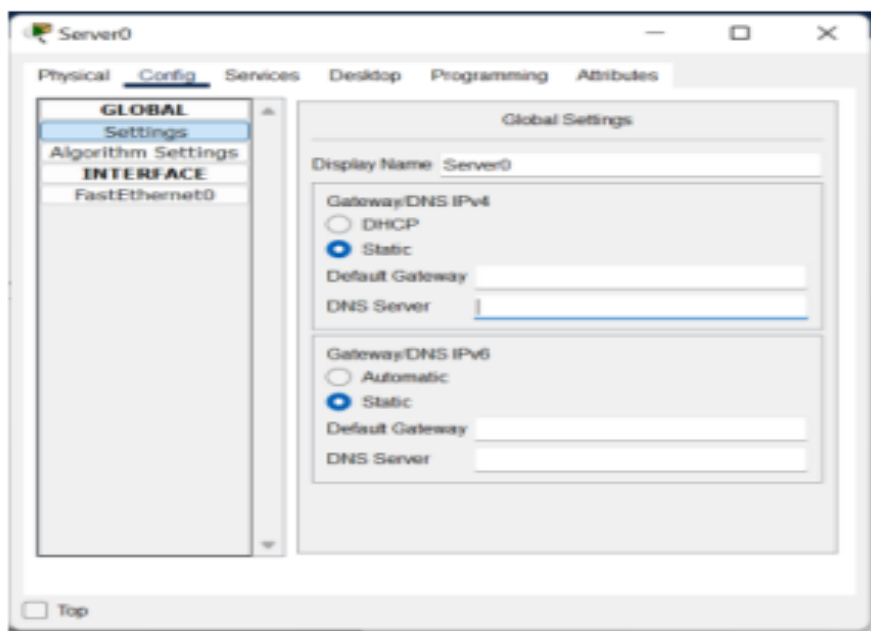 Server0
Physical Config Services Desktop Programming Attributes
GLOBAL
Settings
Algorithm Settings
INTERFACE
FastEthernet0
Global Settings
Display Name Server0
Gateway/DNS IPv4
DHCP
Static
Default Gateway
DNS Server
Gateway/DNS IPv6
Automatic
Static
Default Gateway
DNS Server
Top